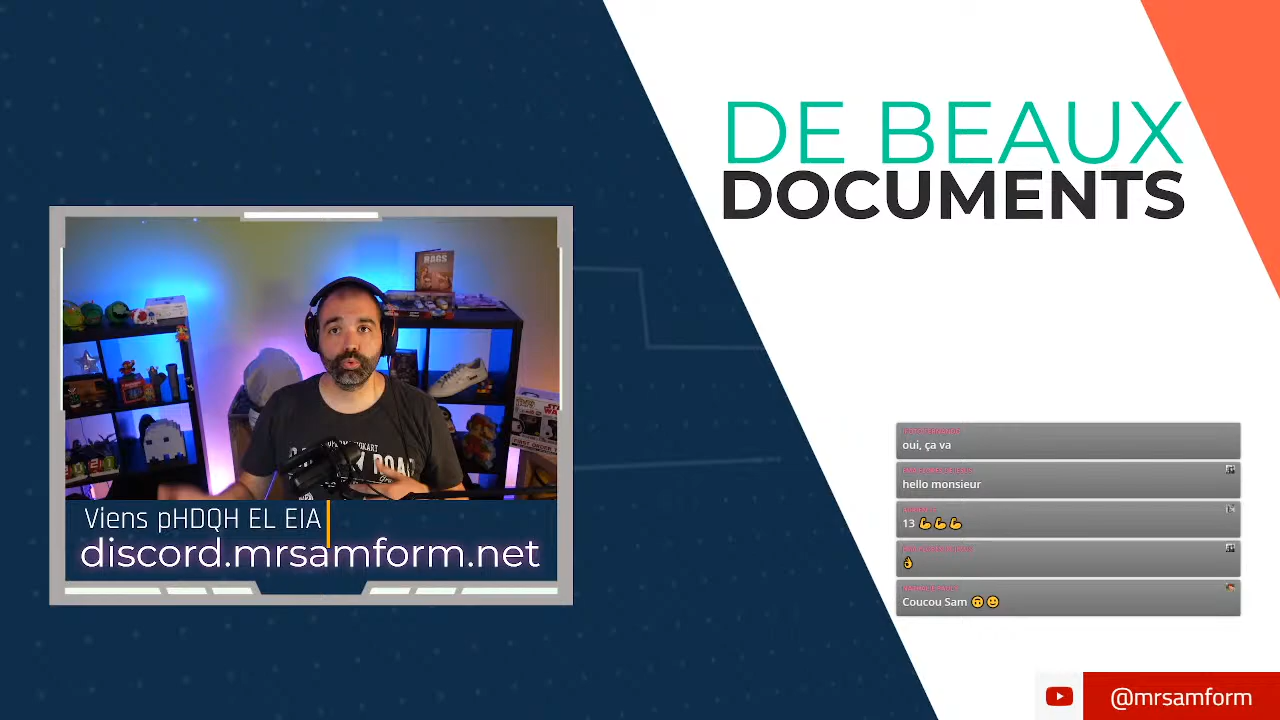 DE BEAUX
DOCUMENTS
Viens pHDQH EL EIA
discord.mrsamform.net
oui, ça va
hello monsieur
13 💪💪💪
👌
Coucou Sam 🙃🙂
@mrsamform